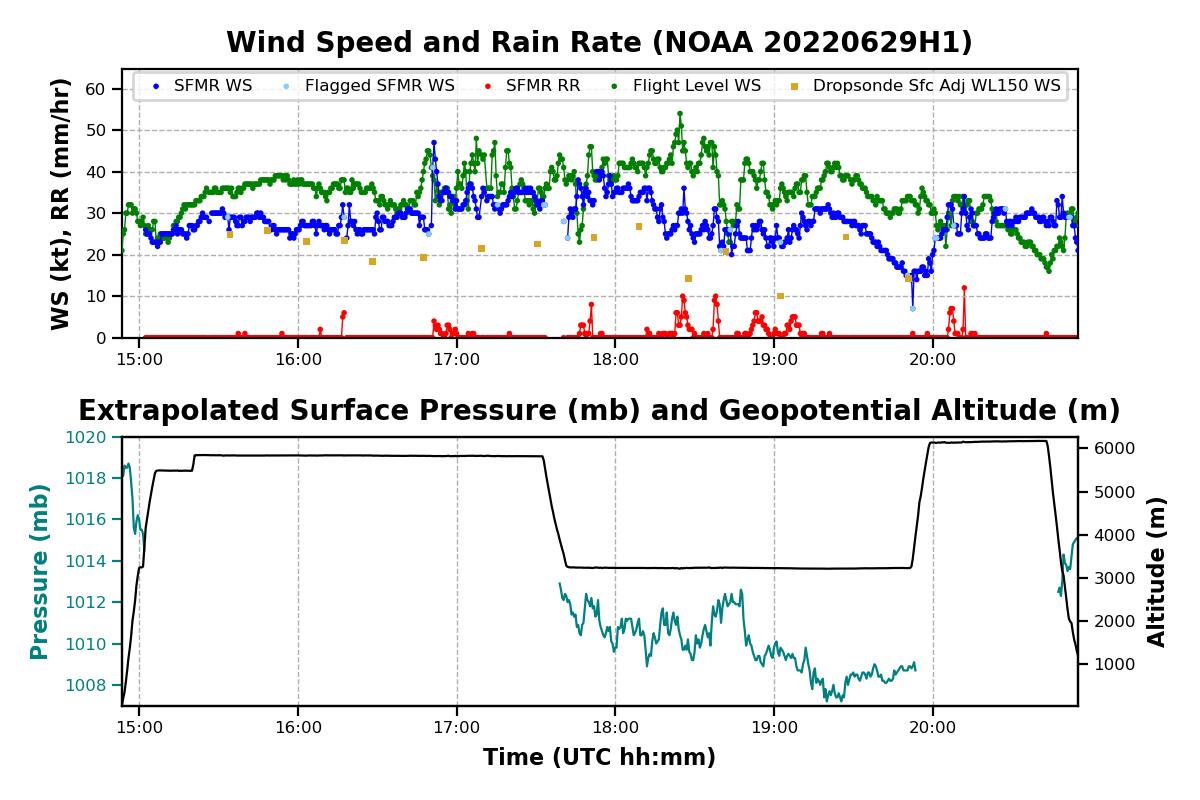 Wind Speed and Rain Rate (NOAA 20220629H1)
SFMR WS Flagged SFMR WS SFMR RR Flight Level WS Dropsonde Sfc Adj WL150 WS
WS (kt), RR (mm/hr)
60
50
40
30
20
10
0
15:00 16:00 17:00 18:00 19:00 20:00
Extrapolated Surface Pressure (mb) and Geopotential Altitude (m)
Pressure (mb)
1020
1018
1016
1014
1012
1010
1008
6000
5000
4000
3000
2000
1000
Altitude (m)
15:00 16:00 17:00 18:00 19:00 20:00
Time (UTC hh:mm)